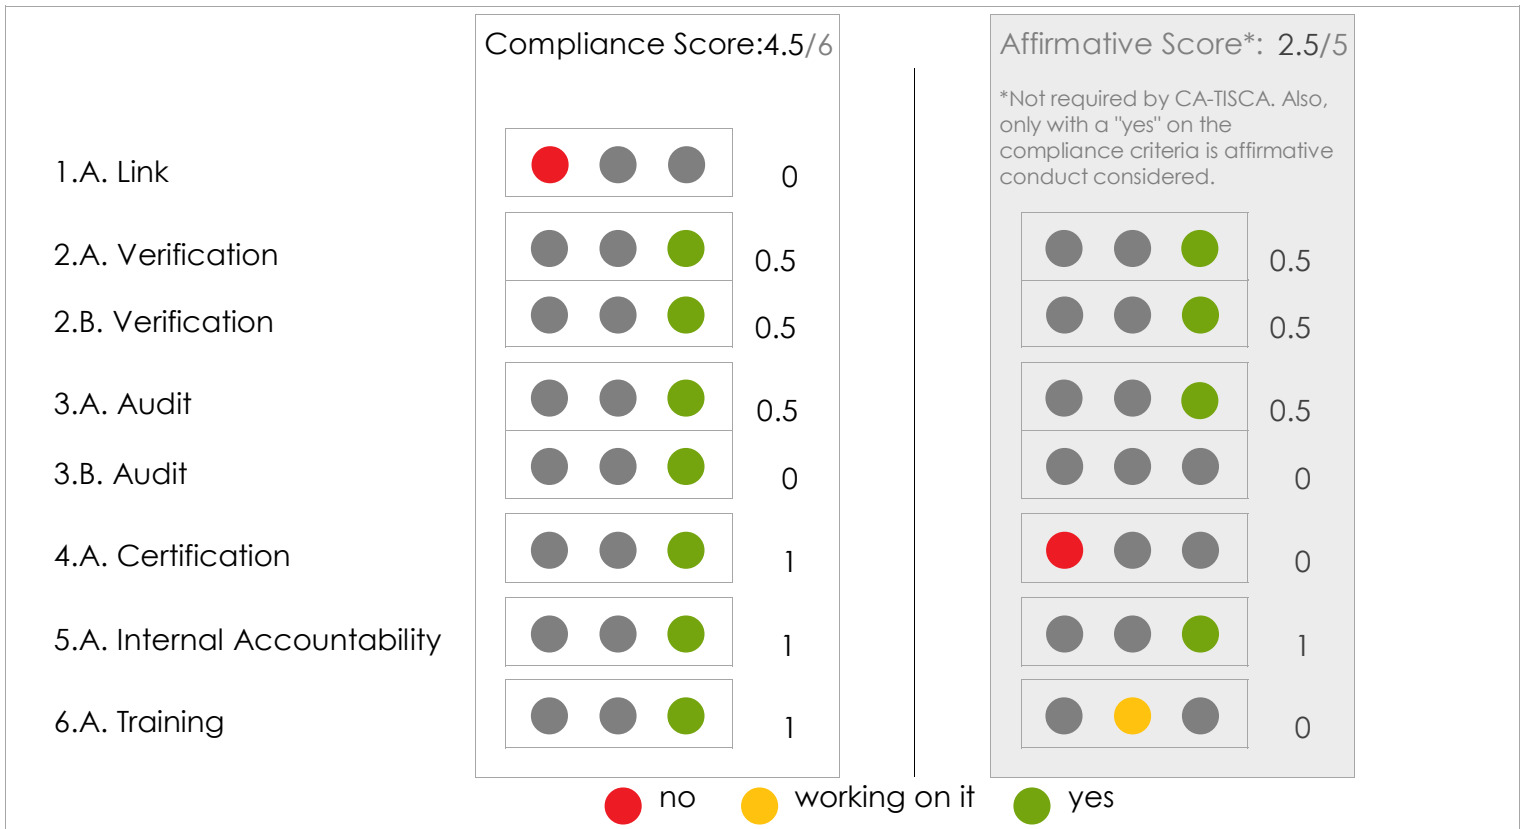 Compliance Score:4.5/6
Affirmative Score*: 2.5/5
*Not required by CA-TISCA. Also,
only with a "yes" on the
compliance criteria is affirmative
conduct considered.
1.A. Link 0
2.A. Verification 0.5 0.5
2.B. Verification 0.5 0.5
3.A. Audit 0.5 0.5
3.B. Audit 0 0
4.A. Certification 1 0
5.A. Internal Accountability 1 1
6.A. Training 1 0
no working on it yes